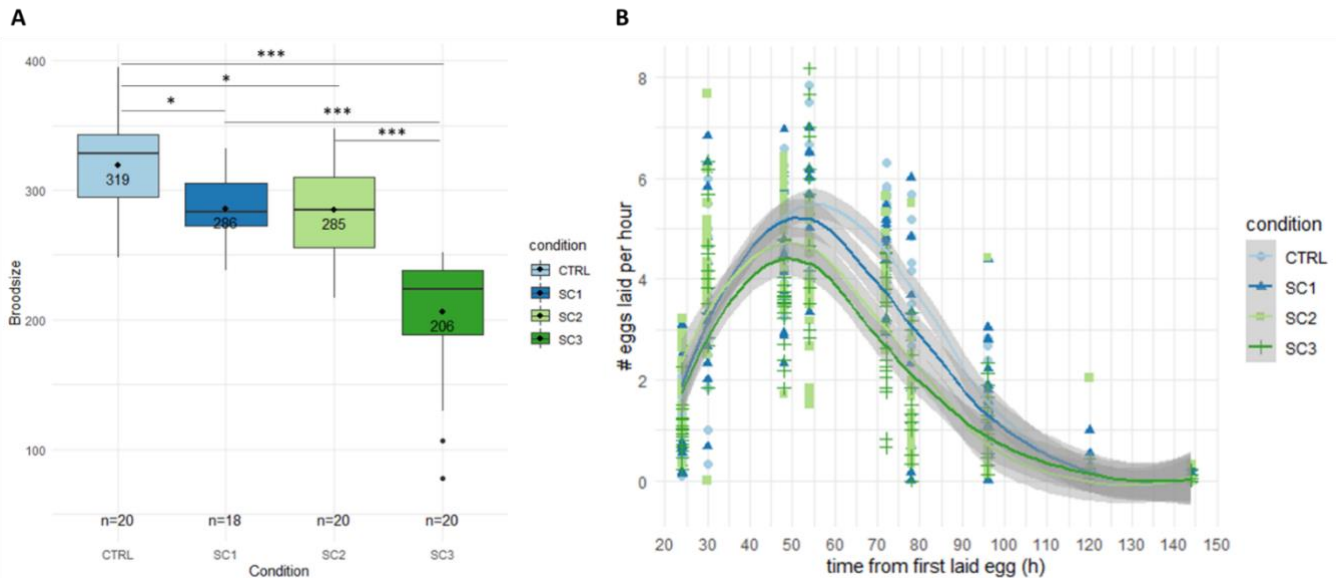 A
400
300
200
100
Broodsize
***
*
*
***
***
319
286
285
206
n=20
n=18
n=20
n=20
CTRL
SC1
SC2
SC3
Condition
condition
CTRL
SC1
SC2
SC3
B
8
6
4
2
0
# eggs laid per hour
20 30 40 50 60 70 80 90 100 110 120 130 140 150
time from first laid egg (h)
condition
CTRL
SC1
SC2
SC3